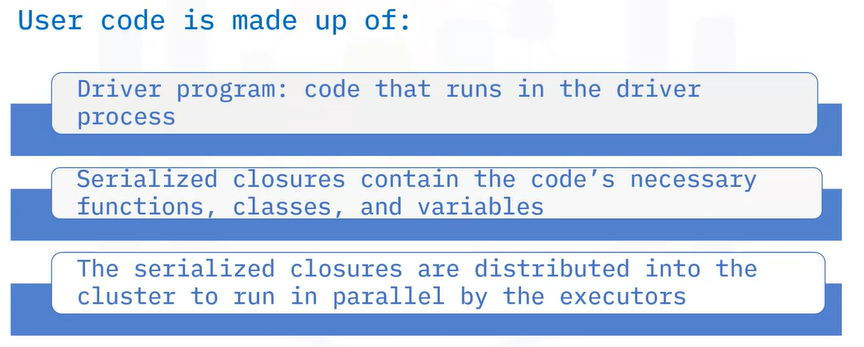 User code is made up of:
Driver program: code that runs in the driver
process
Serialized closures contain the code’s necessary
functions, classes, and variables
The serialized closures are distributed into the
cluster to run in parallel by the executors